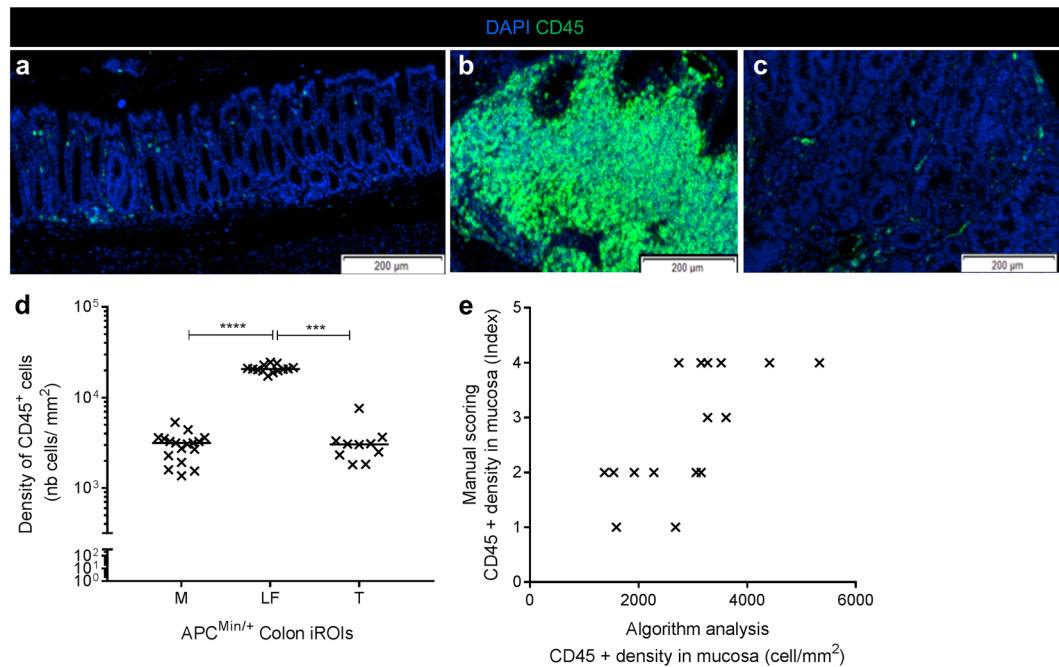 DAPI CD45
a
b
c
200 µm
200 µm
200 µm
d
Density of CD45⁺ cells
(nb cells/ mm²)
10⁵
10⁴
10³
10²
10¹
10⁰
****
***
M
LF
T
APC^Min/+ Colon iROIs
e
Manual scoring
CD45 + density in mucosa (Index)
5
4
3
2
1
0
0
2000
4000
6000
Algorithm analysis
CD45 + density in mucosa (cell/mm²)